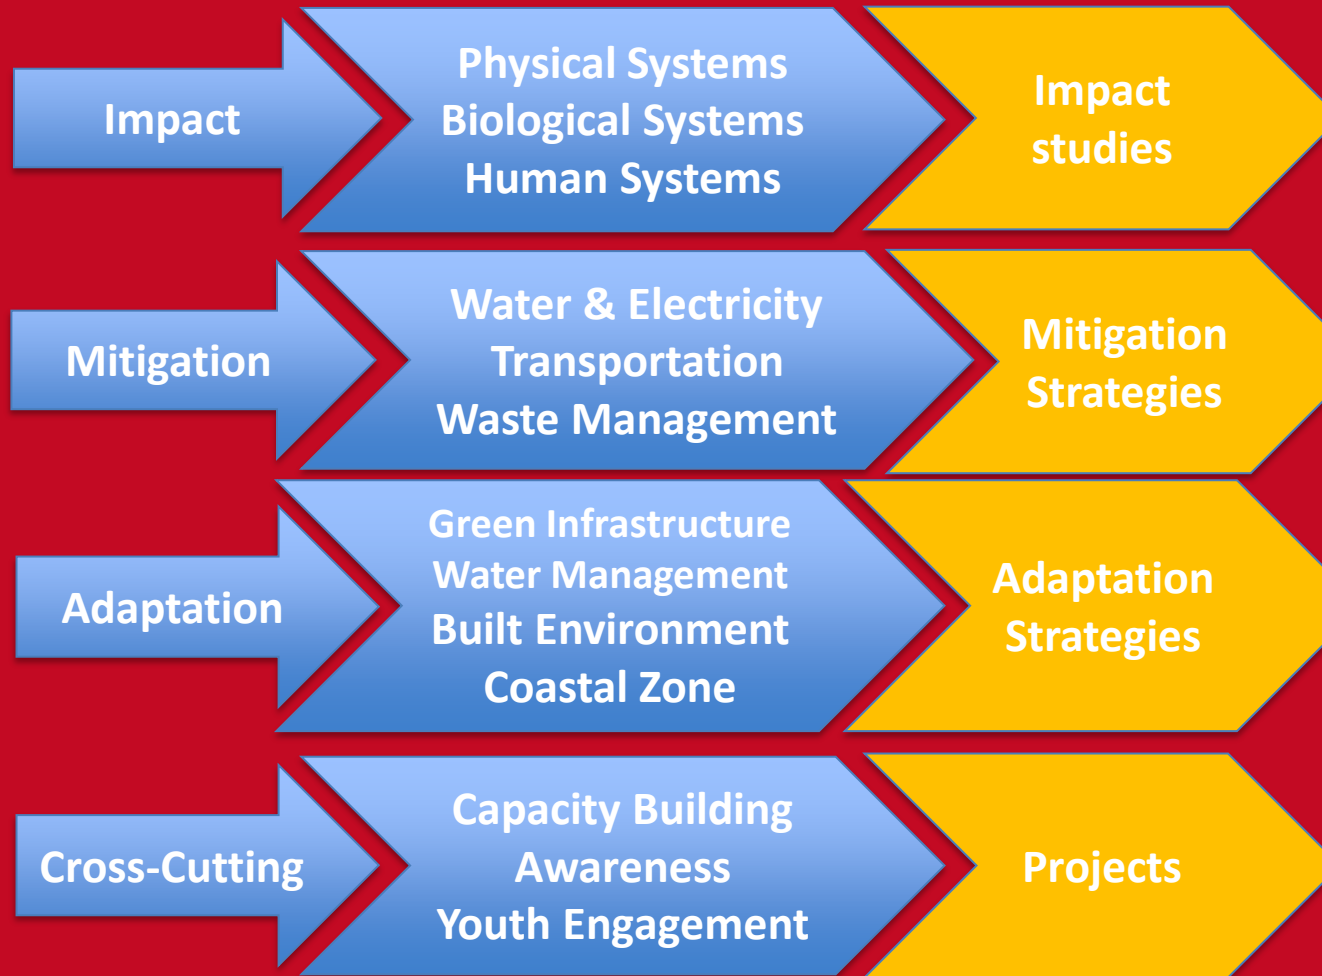 Impact
Physical Systems
Biological Systems
Human Systems
Impact
studies
Mitigation
Water & Electricity
Transportation
Waste Management
Mitigation
Strategies
Adaptation
Green Infrastructure
Water Management
Built Environment
Coastal Zone
Adaptation
Strategies
Cross-Cutting
Capacity Building
Awareness
Youth Engagement
Projects